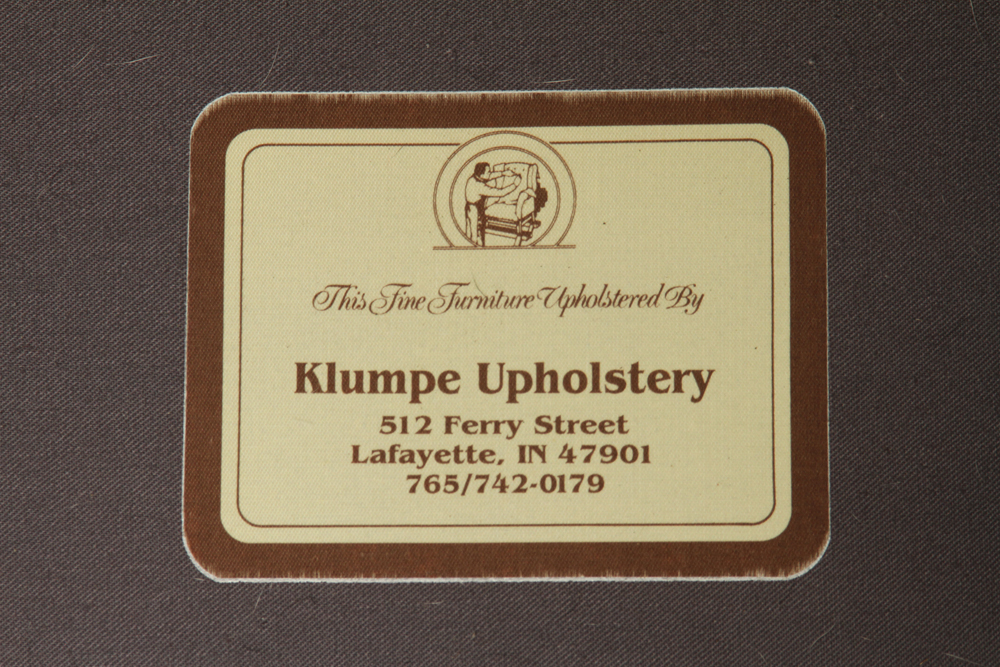 This Fine Furniture Upholstered By
Klumpe Upholstery
512 Ferry Street
Lafayette, IN 47901
765/742-0179